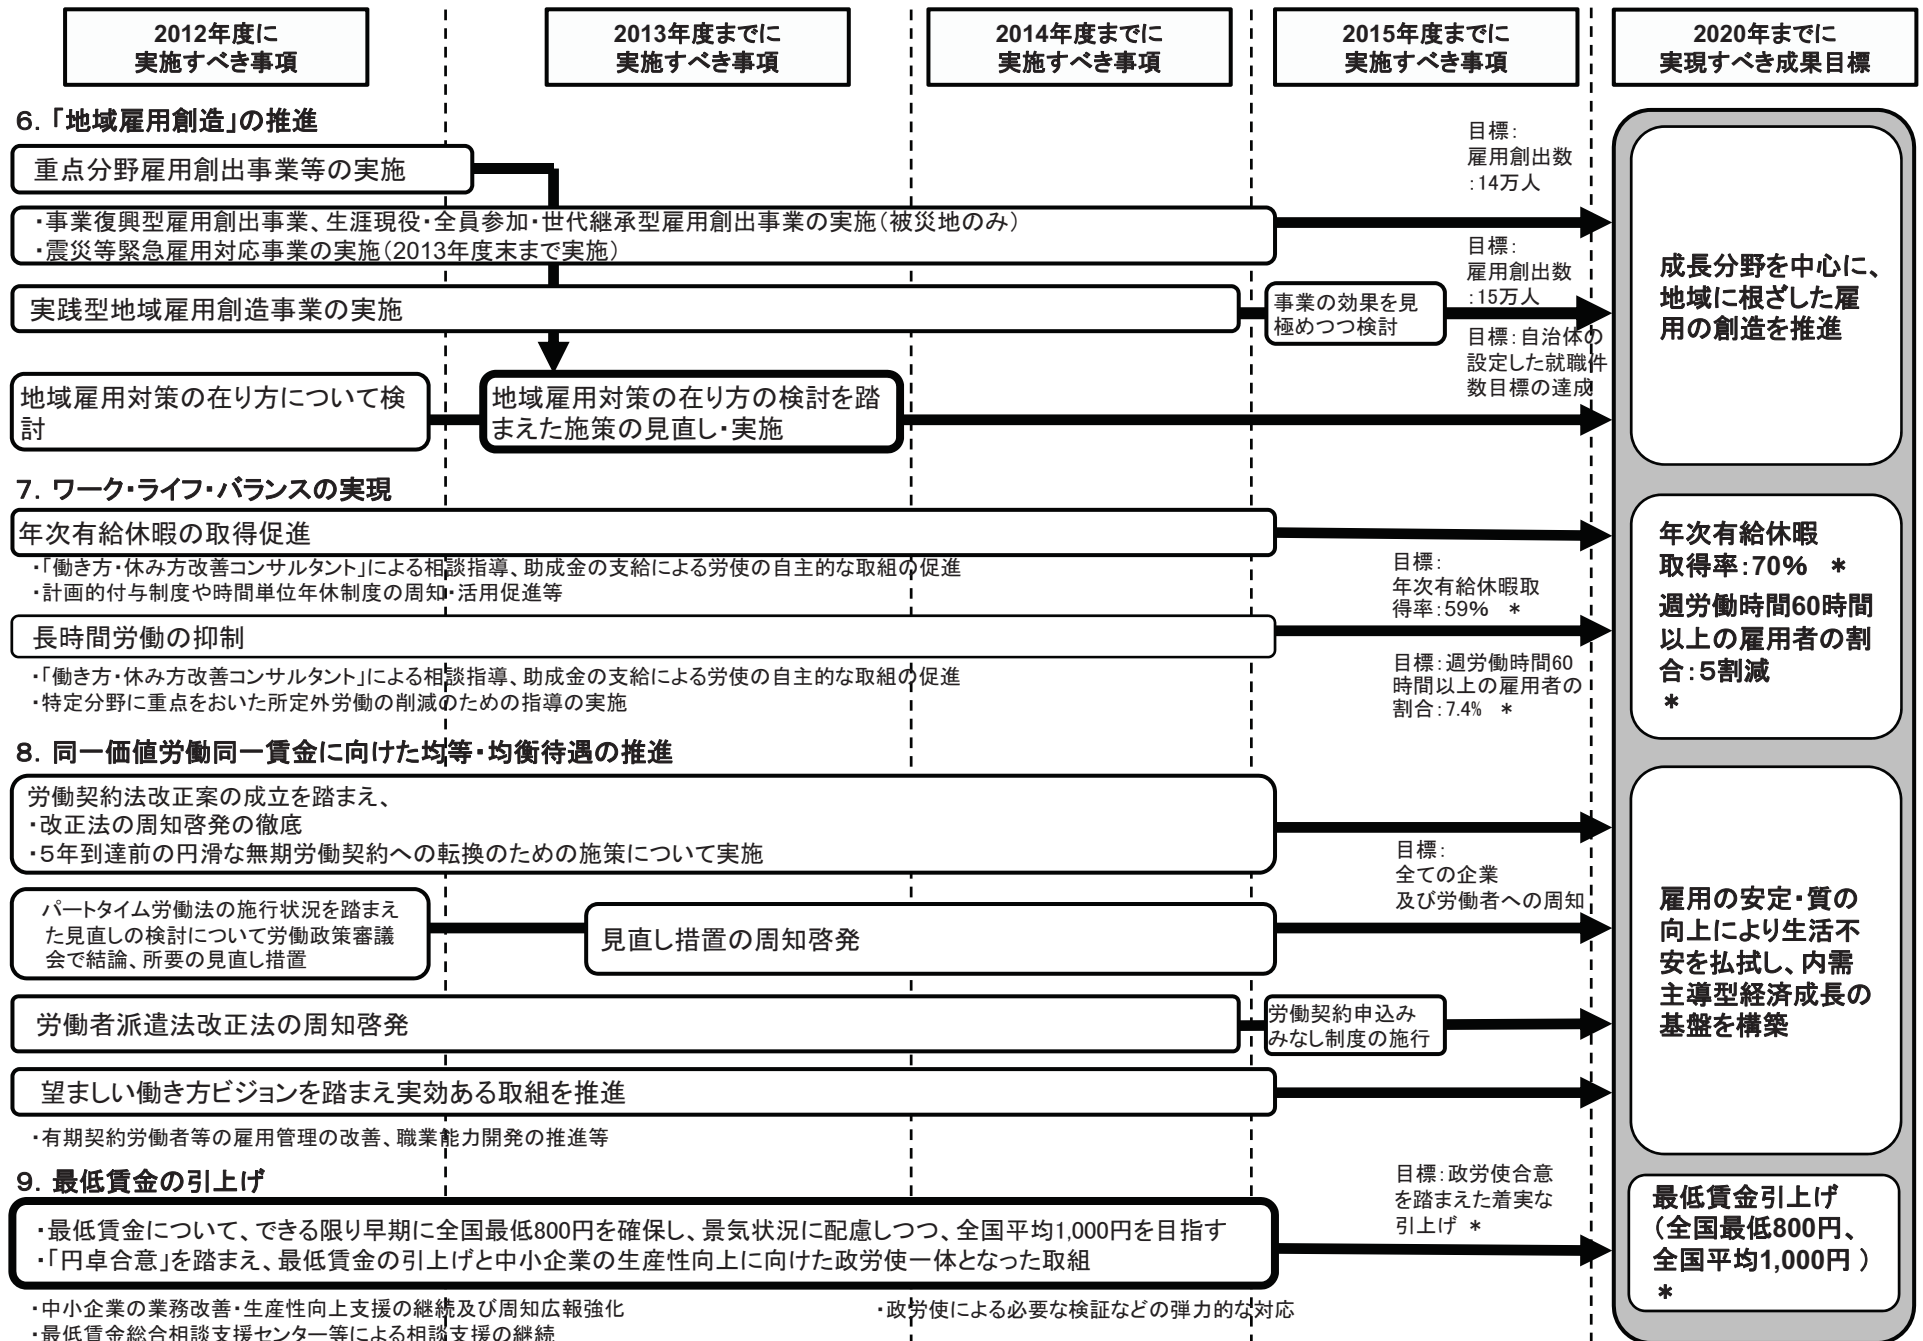 2012年度に
実施すべき事項
2013年度までに
実施すべき事項
2014年度までに
実施すべき事項
2015年度までに
実施すべき事項
2020年までに
実現すべき成果目標
6．「地域雇用創造」の推進
重点分野雇用創出事業等の実施
目標：
雇用創出数
：14万人
・事業復興型雇用創出事業、生涯現役・全員参加・世代継承型雇用創出事業の実施（被災地のみ）
・震災等緊急雇用対応事業の実施（2013年度末まで実施）
目標：
雇用創出数
：15万人
実践型地域雇用創造事業の実施
事業の効果を見
極めつつ検討
目標：自治体の
設定した就職件
数目標の達成
地域雇用対策の在り方について検
討
地域雇用対策の在り方の検討を踏
まえた施策の見直し・実施
成長分野を中心に、
地域に根ざした雇
用の創造を推進
7．ワーク・ライフ・バランスの実現
年次有給休暇の取得促進
・「働き方・休み方改善コンサルタント」による相談指導、助成金の支給による労使の自主的な取組の促進
・計画的付与制度や時間単位年休制度の周知・活用促進等
目標：
年次有給休暇取
得率：59%　＊
長時間労働の抑制
・「働き方・休み方改善コンサルタント」による相談指導、助成金の支給による労使の自主的な取組の促進
・特定分野に重点をおいた所定外労働の削減のための指導の実施
目標：週労働時間60
時間以上の雇用者の
割合：7.4%　＊
年次有給休暇
取得率：70%　＊
週労働時間60時間
以上の雇用者の割
合：5割減
＊
8．同一価値労働同一賃金に向けた均等・均衡待遇の推進
労働契約法改正案の成立を踏まえ、
・改正法の周知啓発の徹底
・5年到達前の円滑な無期労働契約への転換のための施策について実施
目標：
全ての企業
及び労働者への周知
パートタイム労働法の施行状況を踏まえ
た見直しの検討について労働政策審議
会で結論、所要の見直し措置
見直し措置の周知啓発
労働者派遣法改正法の周知啓発
労働契約申込み
みなし制度の施行
望ましい働き方ビジョンを踏まえ実効ある取組を推進
・有期契約労働者等の雇用管理の改善、職業能力開発の推進等
雇用の安定・質の
向上により生活不
安を払拭し、内需
主導型経済成長の
基盤を構築
9．最低賃金の引上げ
・最低賃金について、できる限り早期に全国最低800円を確保し、景気状況に配慮しつつ、全国平均1,000円を目指す
・「円卓合意」を踏まえ、最低賃金の引上げと中小企業の生産性向上に向けた政労使一体となった取組
目標：政労使合意
を踏まえた着実な
引上げ ＊
最低賃金引上げ
（全国最低800円、
全国平均1,000円 ）
＊
・中小企業の業務改善・生産性向上支援の継続及び周知広報強化
・政労使による必要な検証などの弾力的な対応
・最低賃金総合相談支援センター等による相談支援の継続